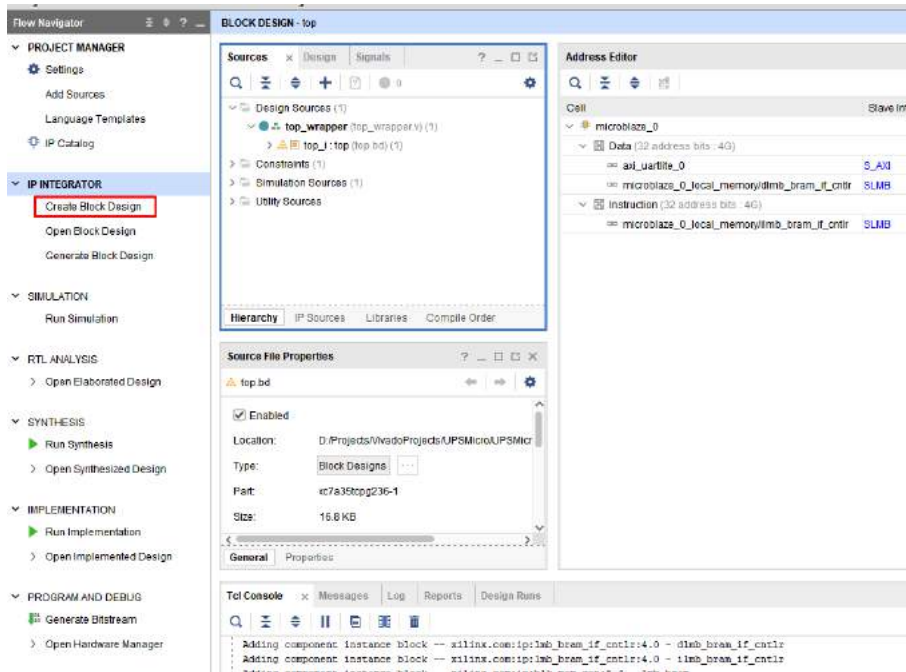 Flow Navigator
?
BLOCK DESIGN - top
PROJECT MANAGER
Settings
Add Sources
Language Templates
IP Catalog
IP INTEGRATOR
Create Block Design
Open Block Design
Generate Block Design
SIMULATION
Run Simulation
RTL ANALYSIS
Open Elaborated Design
SYNTHESIS
Run Synthesis
Open Synthesized Design
IMPLEMENTATION
Run Implementation
Open Implemented Design
PROGRAM AND DEBUG
Generate Bitstream
Open Hardware Manager
Sources Design Signals ?
0
Design Sources (1)
top_wrapper (top_wrapper.v) (1)
top_i : top (top.bd) (1)
Constraints (1)
Simulation Sources (1)
Utility Sources
Hierarchy IP Sources Libraries Compile Order
Source File Properties ?
top.bd
Enabled
Location: D:/Projects/VivadoProjects/UPSMicro/UPSMicr
Type: Block Designs ...
Part: xc7a35tcpg236-1
Size: 16.8 KB
General Properties
Address Editor
Cell Slave Int
microblaze_0
Data (32 address bits : 4G)
axi_uartlite_0 S_AXI
microblaze_0_local_memory/dlmb_bram_if_cntlr SLMB
Instruction (32 address bits : 4G)
microblaze_0_local_memory/ilmb_bram_if_cntlr SLMB
Tcl Console Messages Log Reports Design Runs
Adding component instance block -- xilinx.com:ip:lmb_bram_if_cntlr:4.0 - dlmb_bram_if_cntlr
Adding component instance block -- xilinx.com:ip:lmb_bram_if_cntlr:4.0 - ilmb_bram_if_cntlr